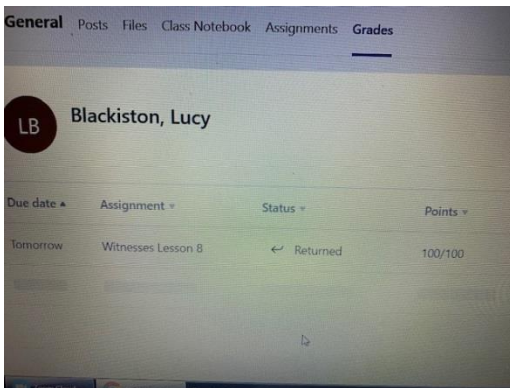 General Posts Files Class Notebook Assignments Grades
LB
Blackiston, Lucy
Due date Assignment Status Points
Tomorrow Witnesses Lesson 8 Returned 100/100